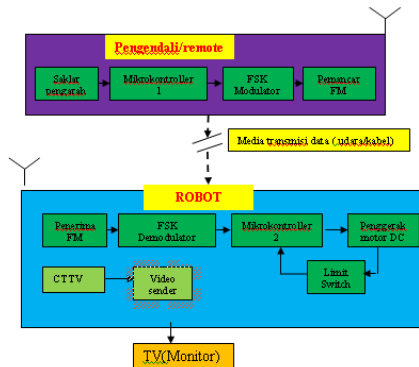 Pengendali/remote
Saklar
pengarah
Mikrokontroller
1
FSK
Modulator
Pemancar
FM
Media transmisi data (udara/kabel)
ROBOT
Penerima
FM
FSK
Demodulator
Mikrokontroller
2
Penggerak
motor DC
CTTV
Video
sender
Limit
Switch
TV(Monitor)